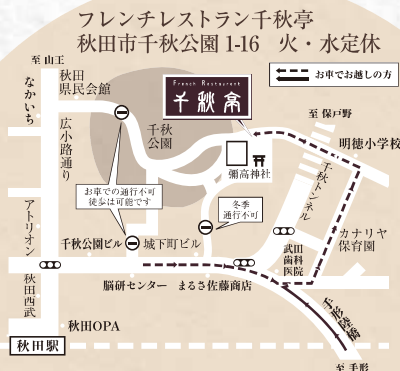 フレンチレストラン千秋亭
秋田市千秋公園 1-16　火・水定休
至 山王
お車でお越しの方
なかいち
秋田
県民会館
French Restaurant
千秋亭
至 保戸野
広小路通り
千秋
公園
明徳小学校
彌高神社
千秋トンネル
お車での通行不可
徒歩は可能です
冬季
通行不可
アトリオン
千秋公園ビル
城下町ビル
武田
歯科
医院
カナリヤ
保育園
秋田西武
脳研センター
まるさ佐藤商店
手形陸橋
秋田OPA
秋田駅
至 手形